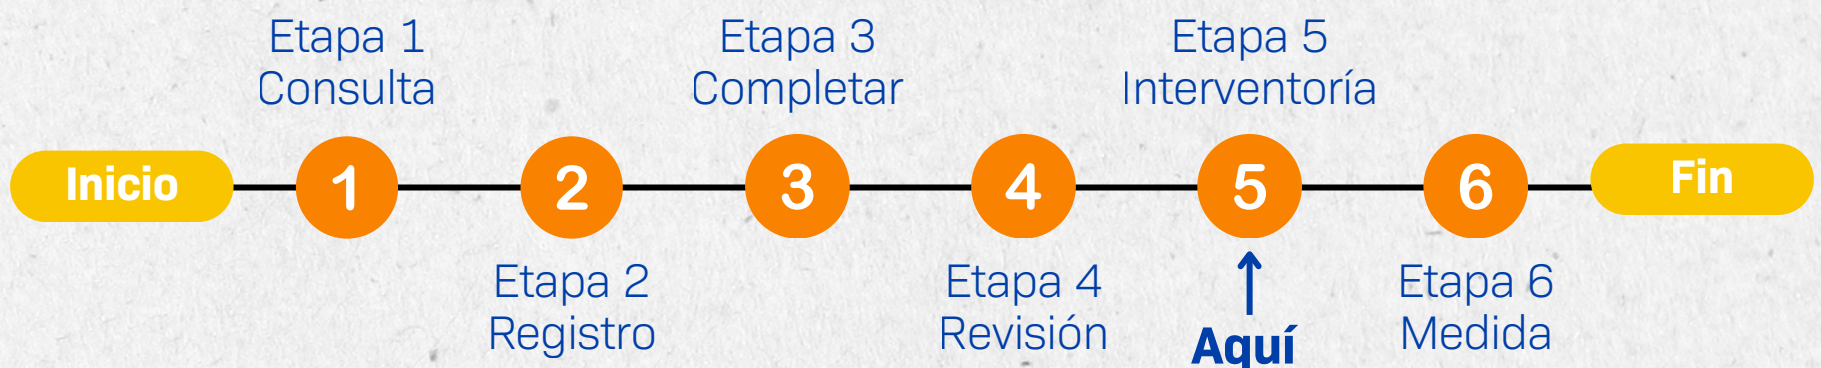 Etapa 1
Consulta
Etapa 3
Completar
Etapa 5
Interventoría
Inicio
1
2
3
4
5
6
Fin
Etapa 2
Registro
Etapa 4
Revisión
Aquí
Etapa 6
Medida